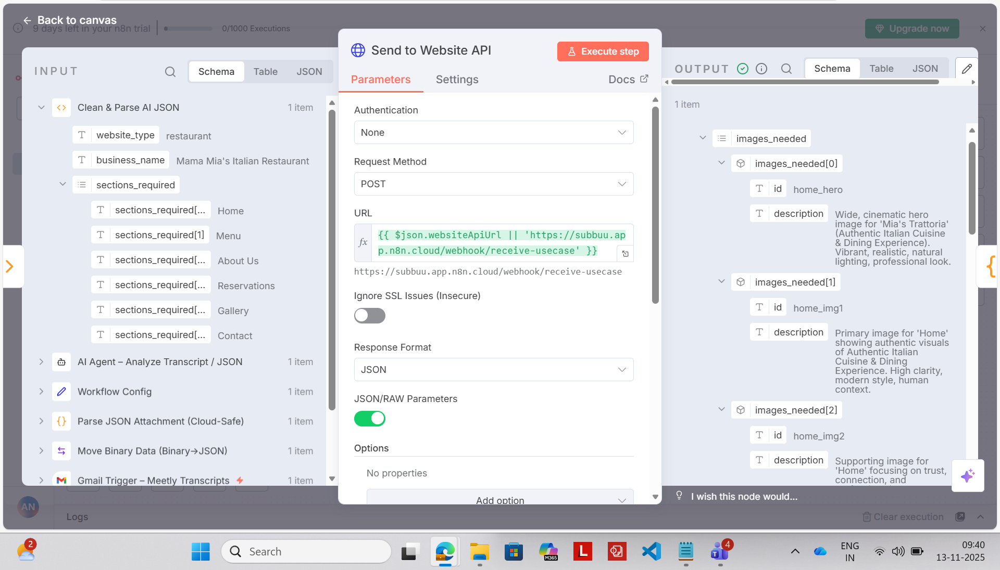 Back to canvas
9 days left in your n8n trial
0/1000 Executions
Upgrade now
INPUT
Schema
Table
JSON
Clean & Parse AI JSON
1 item
T website_type restaurant
T business_name Mama Mia's Italian Restaurant
sections_required
T sections_required[... Home
T sections_required[1] Menu
T sections_required[... About Us
T sections_required[... Reservations
T sections_required[... Gallery
T sections_required[... Contact
AI Agent – Analyze Transcript / JSON
1 item
Workflow Config
1 item
Parse JSON Attachment (Cloud-Safe)
1 item
Move Binary Data (Binary→JSON)
1 item
Gmail Trigger – Meetly Transcripts
1 item
Send to Website API
Execute step
Parameters
Settings
Docs
Authentication
None
Request Method
POST
URL
fx
{{ $json.websiteApiUrl || 'https://subbuu.ap
p.n8n.cloud/webhook/receive-usecase' }}
https://subbuu.app.n8n.cloud/webhook/receive-usecase
Ignore SSL Issues (Insecure)
Response Format
JSON
JSON/RAW Parameters
Options
No properties
Add option
OUTPUT
Schema
Table
JSON
1 item
images_needed
images_needed[0]
T id home_hero
T description Wide, cinematic hero
image for 'Mia's Trattoria'
(Authentic Italian Cuisine
& Dining Experience).
Vibrant, realistic, natural
lighting, professional look.
images_needed[1]
T id home_img1
T description Primary image for 'Home'
showing authentic visuals
of Authentic Italian
Cuisine & Dining
Experience. High clarity,
modern style, human
context.
images_needed[2]
T id home_img2
T description Supporting image for
'Home' focusing on trust,
connection, and
I wish this node would...
AN
Logs
Clear execution
2
Search
M365
L
T
4
ENG
IN
09:40
13-11-2025